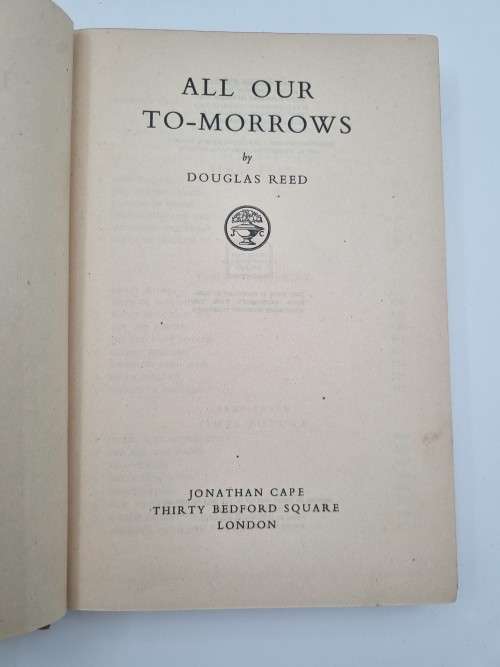 ALL OUR
TO-MORROWS
by
DOUGLAS REED
J C
JONATHAN CAPE
THIRTY BEDFORD SQUARE
LONDON